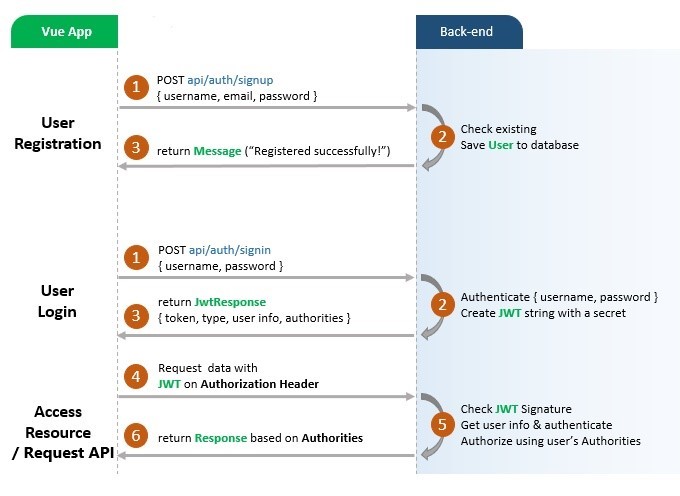 Vue App
Back-end
User
Registration
1
POST api/auth/signup
{ username, email, password }
2
Check existing
Save User to database
3
return Message (“Registered successfully!”)
User
Login
1
POST api/auth/signin
{ username, password }
2
Authenticate { username, password }
Create JWT string with a secret
3
return JwtResponse
{ token, type, user info, authorities }
Access
Resource
/ Request API
4
Request data with
JWT on Authorization Header
5
Check JWT Signature
Get user info & authenticate
Authorize using user’s Authorities
6
return Response based on Authorities